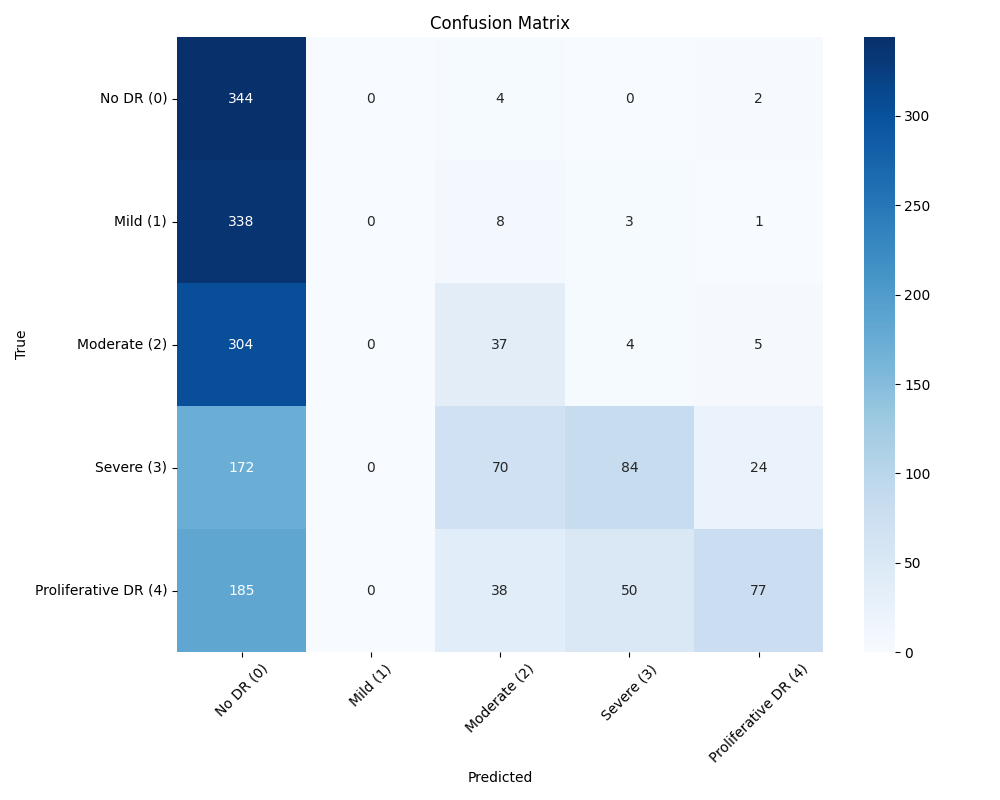 Confusion Matrix
True
No DR (0) 344 0 4 0 2
Mild (1) 338 0 8 3 1
Moderate (2) 304 0 37 4 5
Severe (3) 172 0 70 84 24
Proliferative DR (4) 185 0 38 50 77
No DR (0) Mild (1) Moderate (2) Severe (3) Proliferative DR (4)
Predicted
300
250
200
150
100
50
0